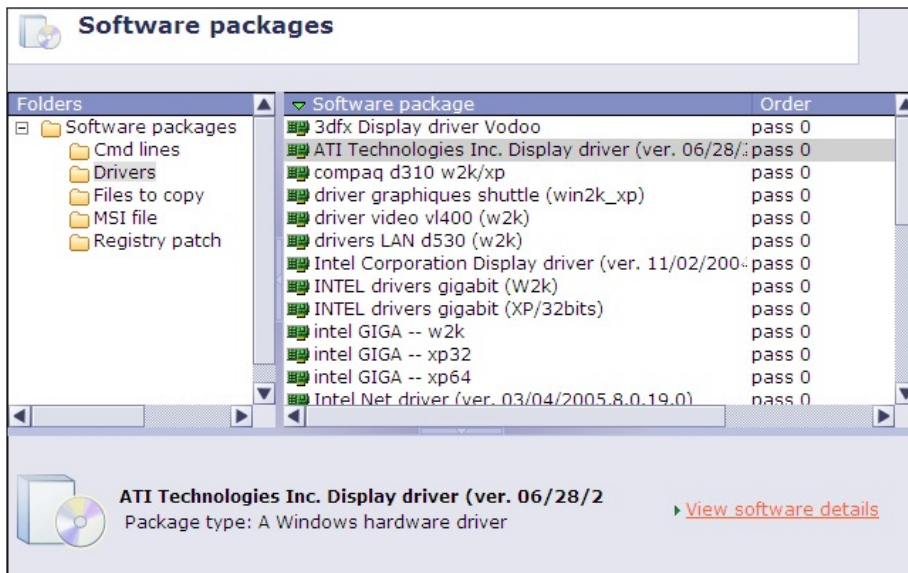 Software packages
Folders
Software packages
Cmd lines
Drivers
Files to copy
MSI file
Registry patch
Software package Order
3dfx Display driver Vodoo pass 0
ATI Technologies Inc. Display driver (ver. 06/28/2 pass 0
compaq d310 w2k/xp pass 0
driver graphiques shuttle (win2k_xp) pass 0
driver video vl400 (w2k) pass 0
drivers LAN d530 (w2k) pass 0
Intel Corporation Display driver (ver. 11/02/200 pass 0
INTEL drivers gigabit (W2k) pass 0
INTEL drivers gigabit (XP/32bits) pass 0
intel GIGA -- w2k pass 0
intel GIGA -- xp32 pass 0
intel GIGA -- xp64 pass 0
Intel Net driver (ver. 03/04/2005,8.0.19.0) pass 0
ATI Technologies Inc. Display driver (ver. 06/28/2
Package type: A Windows hardware driver
View software details